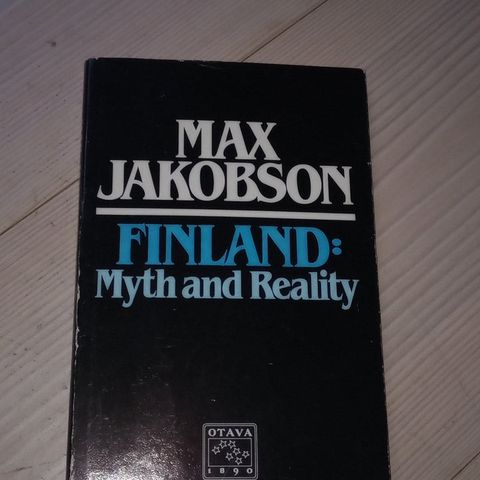 MAX
JAKOBSON
FINLAND:
Myth and Reality
OTAVA
1890